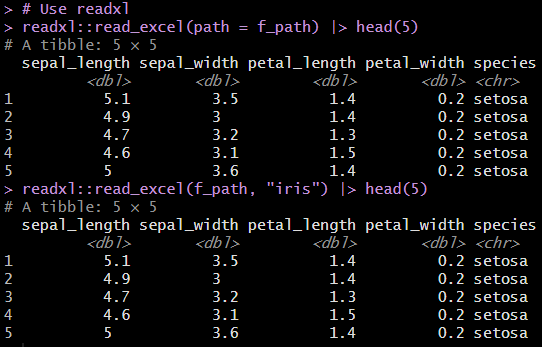 > # Use readxl
> readxl::read_excel(path = f_path) |> head(5)
# A tibble: 5 × 5
  sepal_length sepal_width petal_length petal_width species
         <dbl>       <dbl>        <dbl>       <dbl> <chr>
1          5.1         3.5          1.4         0.2 setosa
2          4.9         3            1.4         0.2 setosa
3          4.7         3.2          1.3         0.2 setosa
4          4.6         3.1          1.5         0.2 setosa
5          5           3.6          1.4         0.2 setosa
> readxl::read_excel(f_path, "iris") |> head(5)
# A tibble: 5 × 5
  sepal_length sepal_width petal_length petal_width species
         <dbl>       <dbl>        <dbl>       <dbl> <chr>
1          5.1         3.5          1.4         0.2 setosa
2          4.9         3            1.4         0.2 setosa
3          4.7         3.2          1.3         0.2 setosa
4          4.6         3.1          1.5         0.2 setosa
5          5           3.6          1.4         0.2 setosa